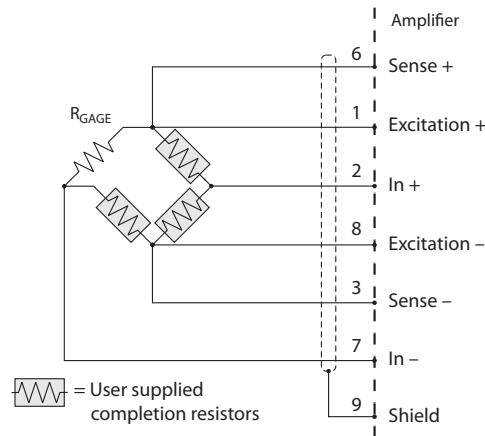 Amplifier
6
Sense +
R_GAGE
1
Excitation +
2
In +
8
Excitation –
3
Sense –
7
In –
= User supplied
completion resistors
9
Shield